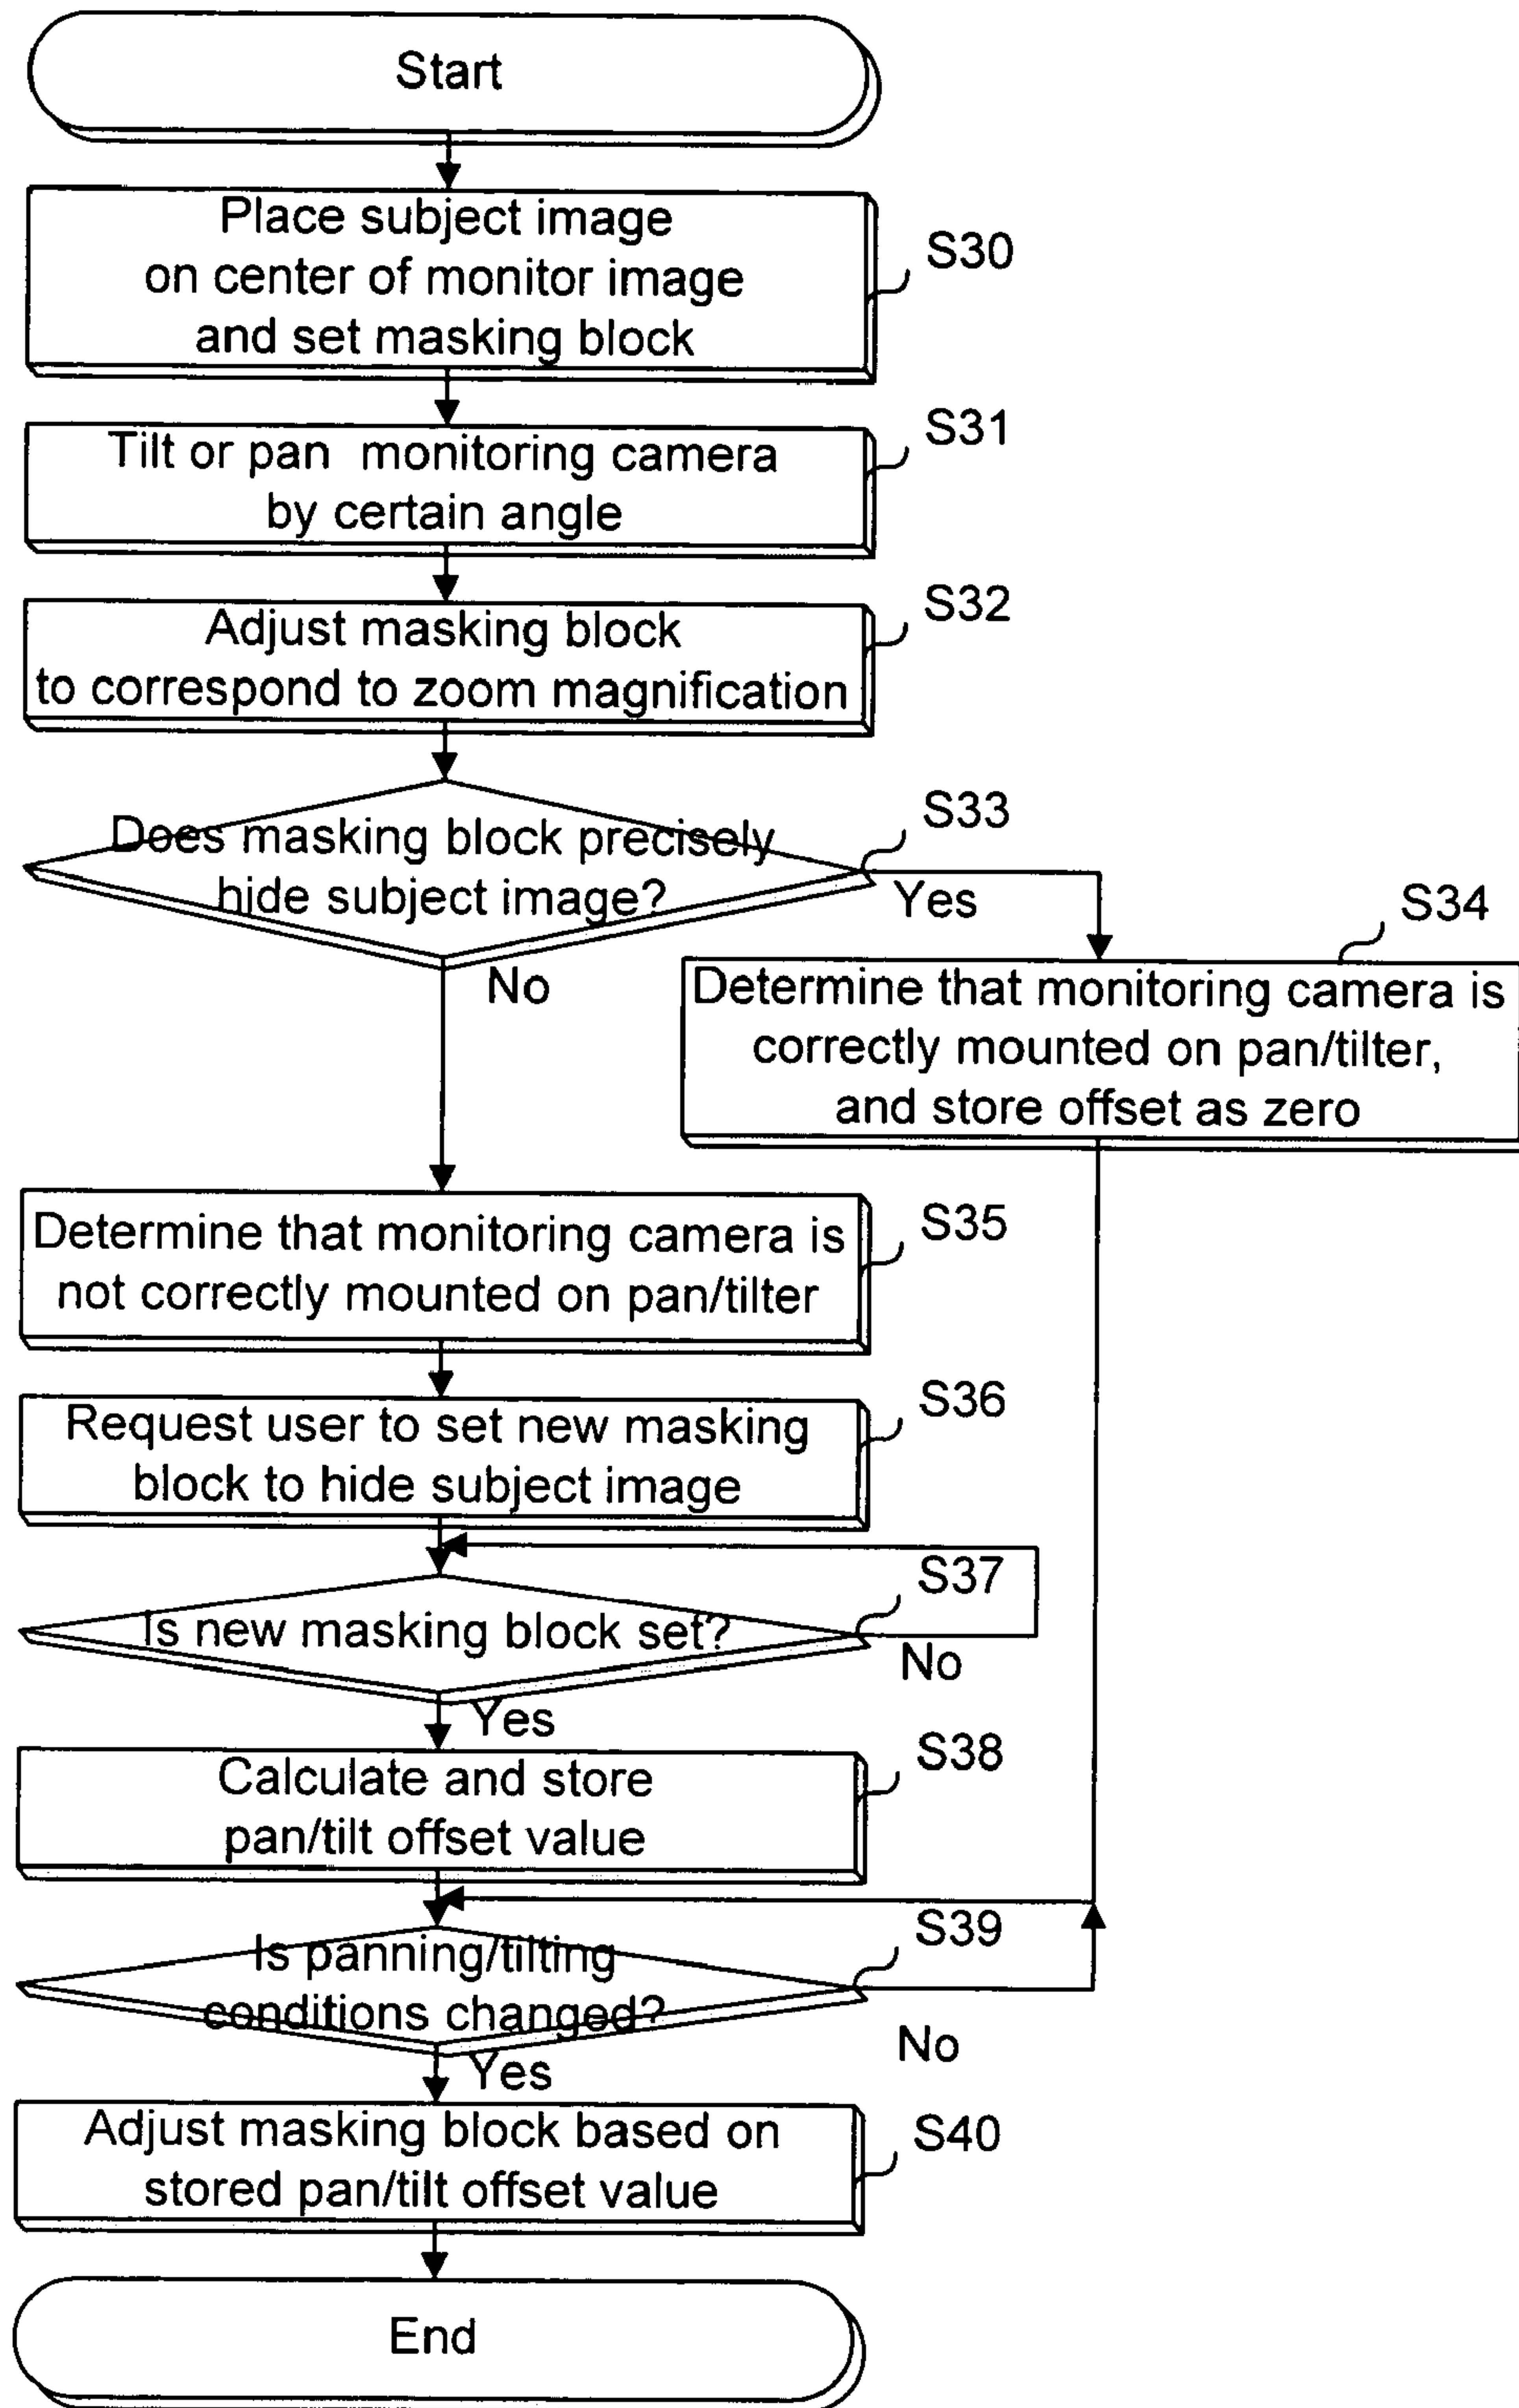 Start
Place subject image
on center of monitor image
and set masking block
S30
Tilt or pan monitoring camera
by certain angle
S31
Adjust masking block
to correspond to zoom magnification
S32
Does masking block precisely
hide subject image?
S33
Yes
No
S34
Determine that monitoring camera is
correctly mounted on pan/tilter,
and store offset as zero
Determine that monitoring camera is
not correctly mounted on pan/tilter
S35
Request user to set new masking
block to hide subject image
S36
Is new masking block set?
S37
No
Yes
Calculate and store
pan/tilt offset value
S38
Is panning/tilting
conditions changed?
S39
No
Yes
Adjust masking block based on
stored pan/tilt offset value
S40
End